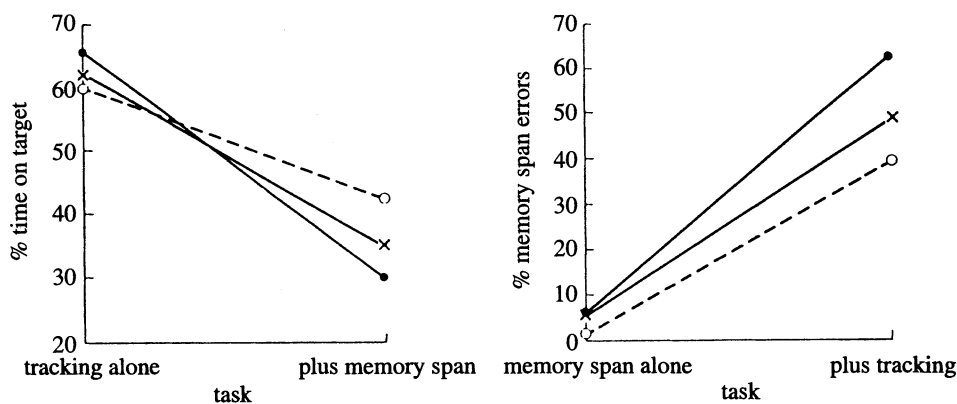 70
60
50
40
30
20
% time on target
tracking alone
plus memory span
task
70
60
50
40
30
20
10
0
% memory span errors
memory span alone
plus tracking
task